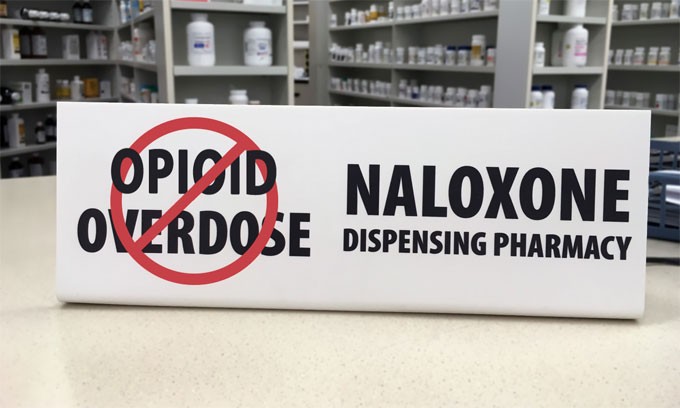 OPIOID
OVERDOSE
NALOXONE
DISPENSING PHARMACY